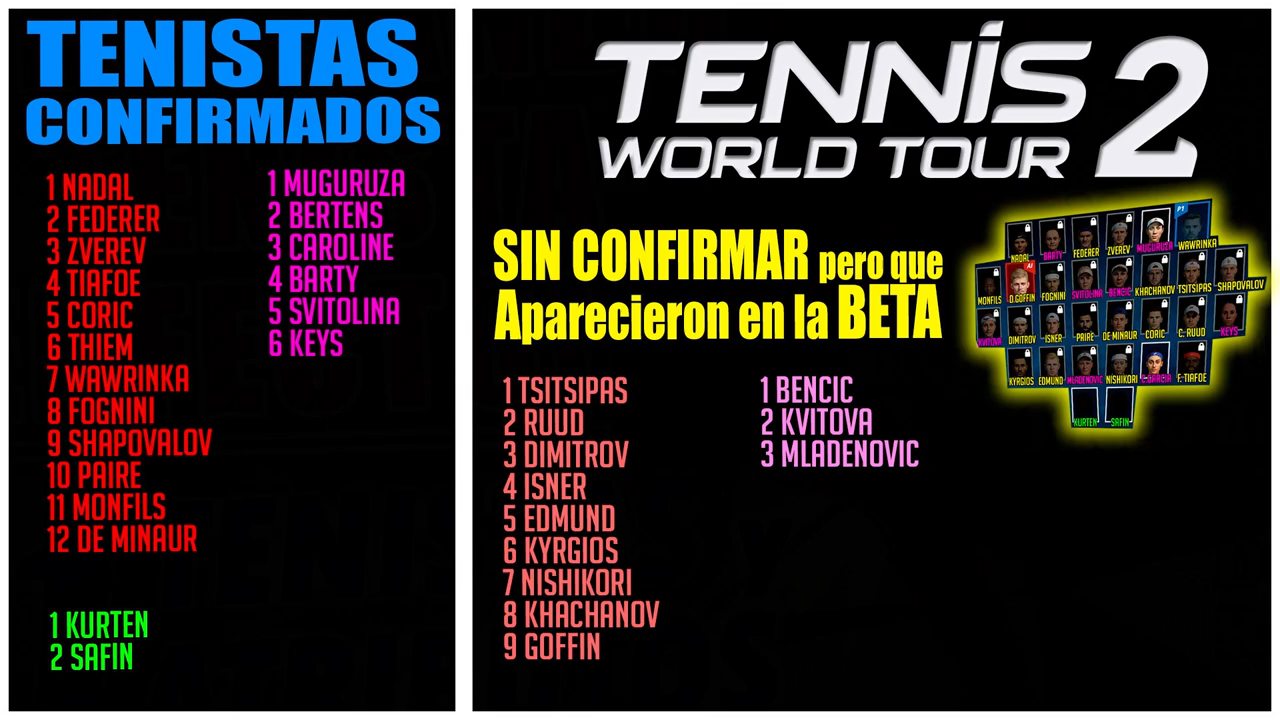 TENISTAS
CONFIRMADOS
1 NADAL
2 FEDERER
3 ZVEREV
4 TIAFOE
5 CORIC
6 THIEM
7 WAWRINKA
8 FOGNINI
9 SHAPOVALOV
10 PAIRE
11 MONFILS
12 DE MINAUR
1 KURTEN
2 SAFIN
1 MUGURUZA
2 BERTENS
3 CAROLINE
4 BARTY
5 SVITOLINA
6 KEYS
TENNIS
WORLD TOUR 2
SIN CONFIRMAR pero que
Aparecieron en la BETA
1 TSITSIPAS
2 RUUD
3 DIMITROV
4 ISNER
5 EDMUND
6 KYRGIOS
7 NISHIKORI
8 KHACHANOV
9 GOFFIN
1 BENCIC
2 KVITOVA
3 MLADENOVIC
P1
NADAL BARTY FEDERER ZVEREV MUGURUZA WAWRINKA
AI
MONFILS D.GOFFIN FOGNINI SVITOLINA BENCIC KHACHANOV TSITSIPAS SHAPOVALOV
KVITOVA DIMITROV ISNER PAIRE DE MINAUR CORIC C. RUUD KEYS
KYRGIOS EDMUND MLADENOVIC NISHIKORI C.GARCIA F. TIAFOE
KURTEN SAFIN